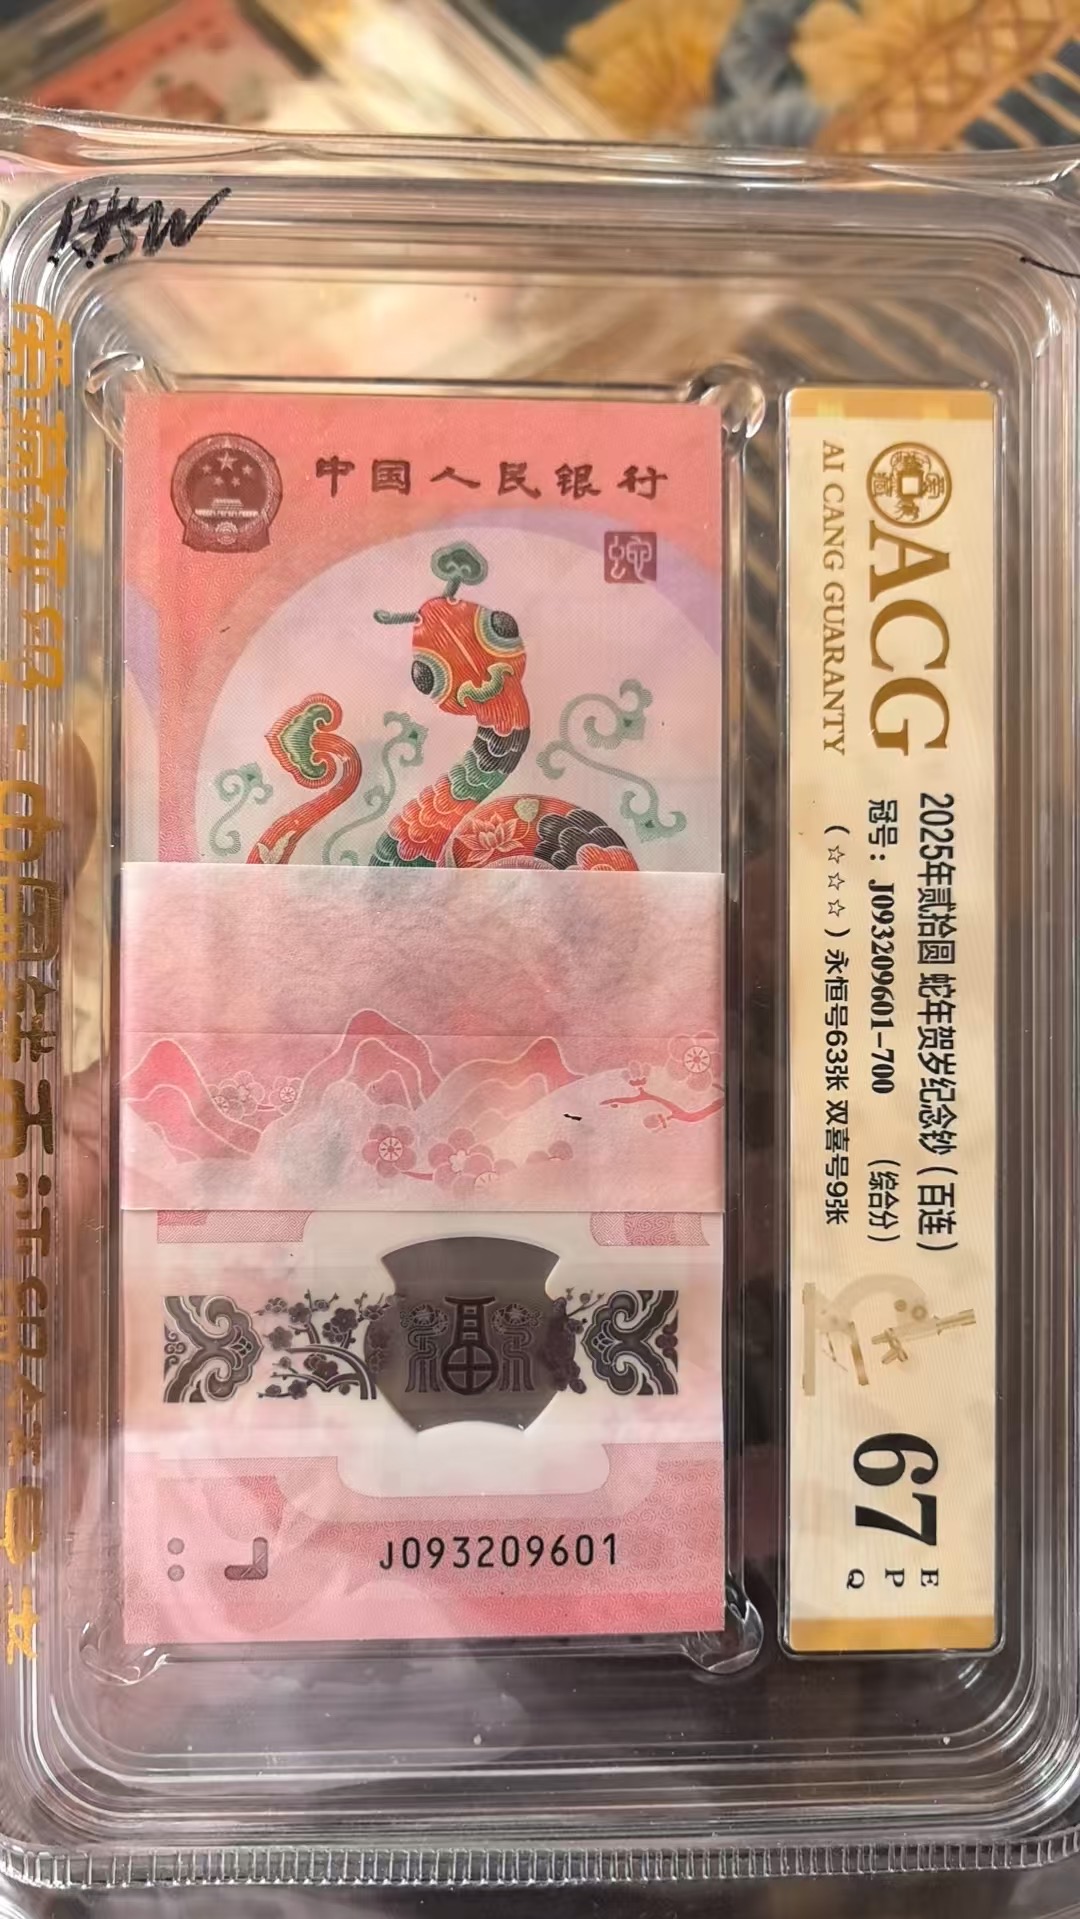 KHSW
中国人民银行
蛇
J093209601
ACG
AI CANG GUARANTY
2025年贰拾圆 蛇年贺岁纪念钞（百连）
冠号：J093209601-700 （综合分）
（☆☆☆）永恒号63张 双喜号9张
67
E
P
Q